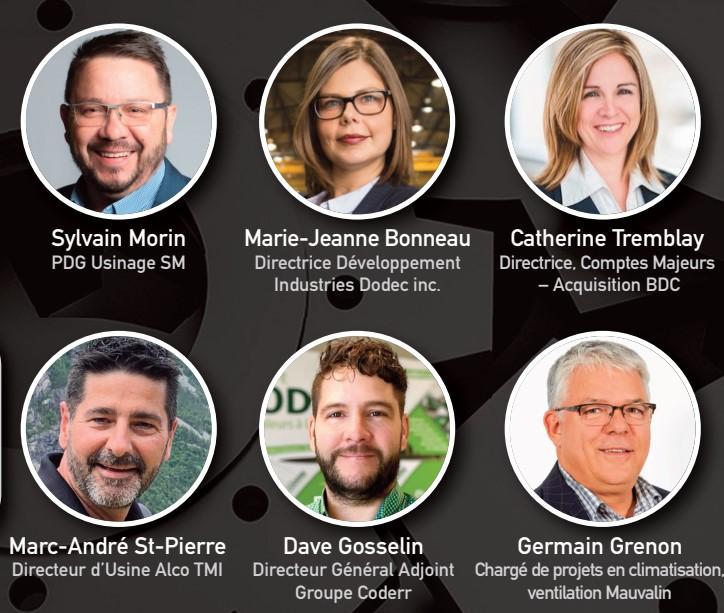 Sylvain Morin
PDG Usinage SM
Marie-Jeanne Bonneau
Directrice Développement
Industries Dodec inc.
Catherine Tremblay
Directrice, Comptes Majeurs
– Acquisition BDC
Marc-André St-Pierre
Directeur d'Usine Alco TMI
Dave Gosselin
Directeur Général Adjoint
Groupe Coderr
Germain Grenon
Chargé de projets en climatisation,
ventilation Mauvalin